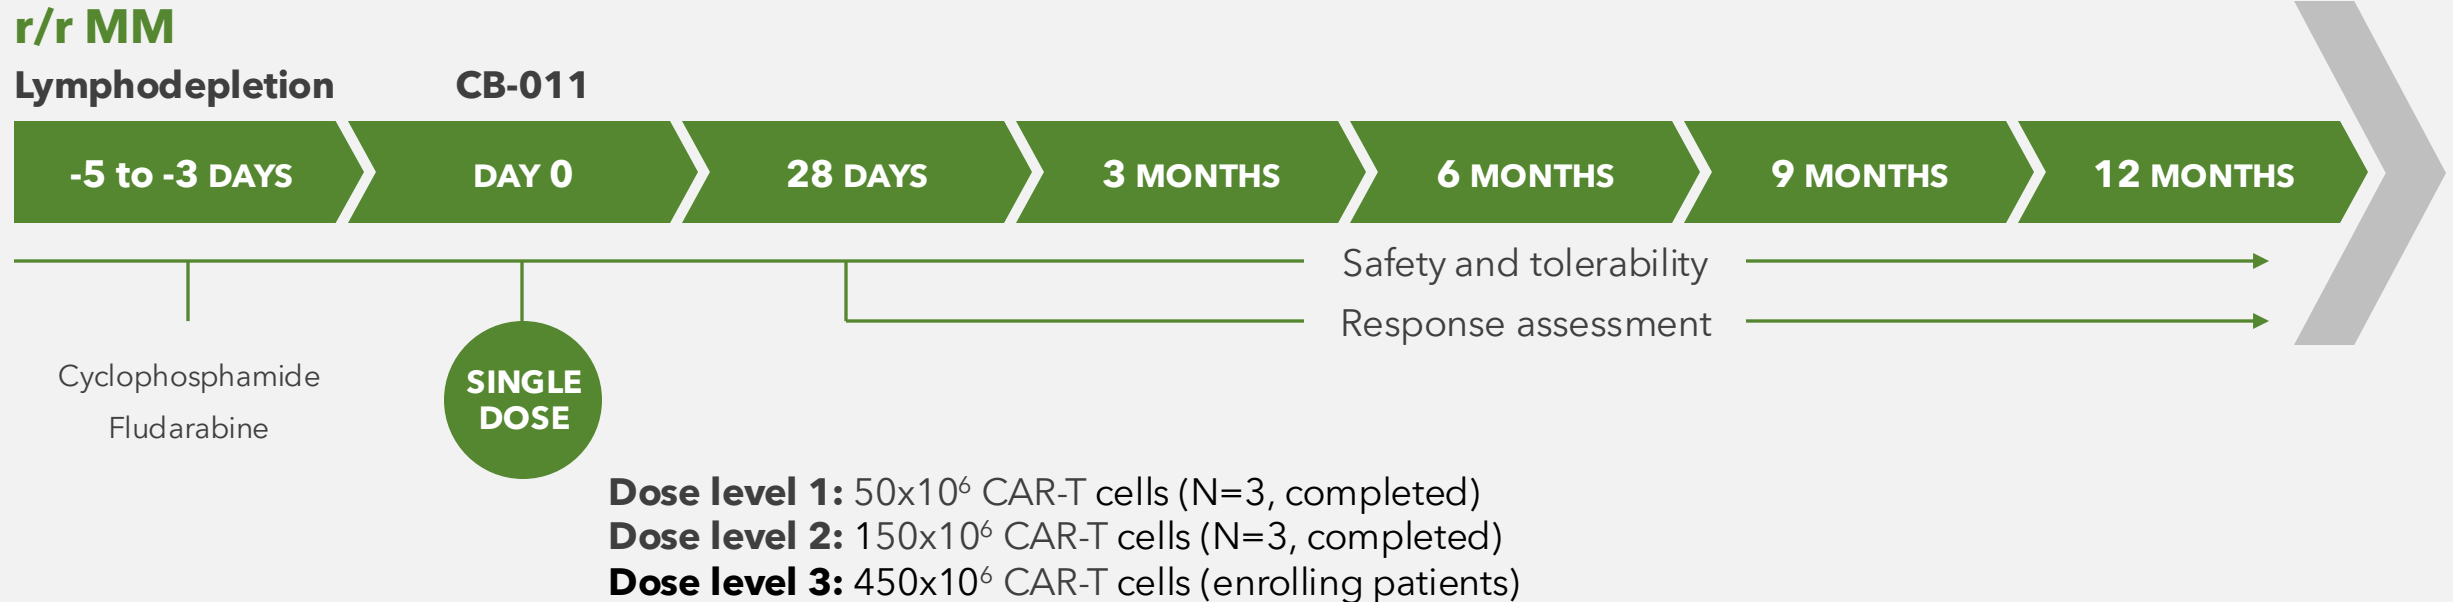 r/r MM
Lymphodepletion CB-011
-5 to -3 DAYS DAY 0 28 DAYS 3 MONTHS 6 MONTHS 9 MONTHS 12 MONTHS
Safety and tolerability
Response assessment
Cyclophosphamide
Fludarabine
SINGLE
DOSE
Dose level 1: 50x10⁶ CAR-T cells (N=3, completed)
Dose level 2: 150x10⁶ CAR-T cells (N=3, completed)
Dose level 3: 450x10⁶ CAR-T cells (enrolling patients)